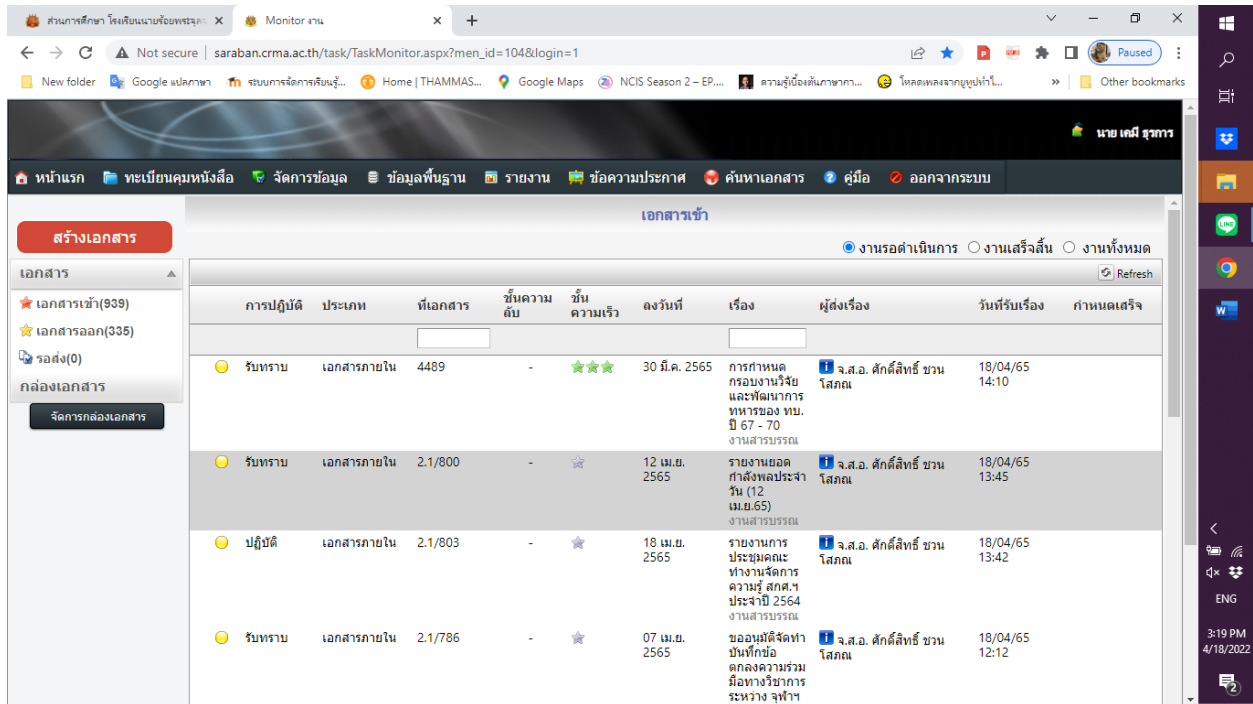 ส่วนการศึกษา โรงเรียนนายร้อยพระจุลจ
Monitor งาน
Not secure | saraban.crma.ac.th/task/TaskMonitor.aspx?men_id=104&login=1
Paused
New folder Google แปลภาษา ระบบการจัดการเรียนรู้... Home | THAMMAS... Google Maps NCIS Season 2 – EP.... ความรู้เบื้องต้นภาษากา... โหลดเพลงจากยูทูปทำใ... » Other bookmarks
นาย เคมี ธุรการ
หน้าแรก ทะเบียนคุมหนังสือ จัดการข้อมูล ข้อมูลพื้นฐาน รายงาน ข้อความประกาศ ค้นหาเอกสาร คู่มือ ออกจากระบบ
เอกสารเข้า
สร้างเอกสาร
งานรอดำเนินการ งานเสร็จสิ้น งานทั้งหมด
เอกสาร
Refresh
เอกสารเข้า(939)
เอกสารออก(335)
รอส่ง(0)
กล่องเอกสาร
จัดการกล่องเอกสาร
การปฏิบัติ ประเภท ที่เอกสาร ชั้นความ ชั้น ลงวันที่ เรื่อง ผู้ส่งเรื่อง วันที่รับเรื่อง กำหนดเสร็จ
ลับ ความเร็ว
รับทราบ เอกสารภายใน 4489 - 30 มี.ค. 2565 การกำหนด จ.ส.อ. ศักดิ์สิทธิ์ ชวน 18/04/65
กรอบงานวิจัย โสภณ 14:10
และพัฒนาการ
ทหารของ ทบ.
ปี 67 - 70
งานสารบรรณ
รับทราบ เอกสารภายใน 2.1/800 - 12 เม.ย. รายงานยอด จ.ส.อ. ศักดิ์สิทธิ์ ชวน 18/04/65
2565 กำลังพลประจำ โสภณ 13:45
วัน (12
เม.ย.65)
งานสารบรรณ
ปฏิบัติ เอกสารภายใน 2.1/803 - 18 เม.ย. รายงานการ จ.ส.อ. ศักดิ์สิทธิ์ ชวน 18/04/65
2565 ประชุมคณะ โสภณ 13:42
ทำงานจัดการ
ความรู้ สกศ.ฯ
ประจำปี 2564
งานสารบรรณ
รับทราบ เอกสารภายใน 2.1/786 - 07 เม.ย. ขออนุมัติจัดทำ จ.ส.อ. ศักดิ์สิทธิ์ ชวน 18/04/65
2565 บันทึกข้อ โสภณ 12:12
ตกลงความร่วม
มือทางวิชาการ
ระหว่าง จุฬาฯ
LINE
ENG
3:19 PM
4/18/2022
2